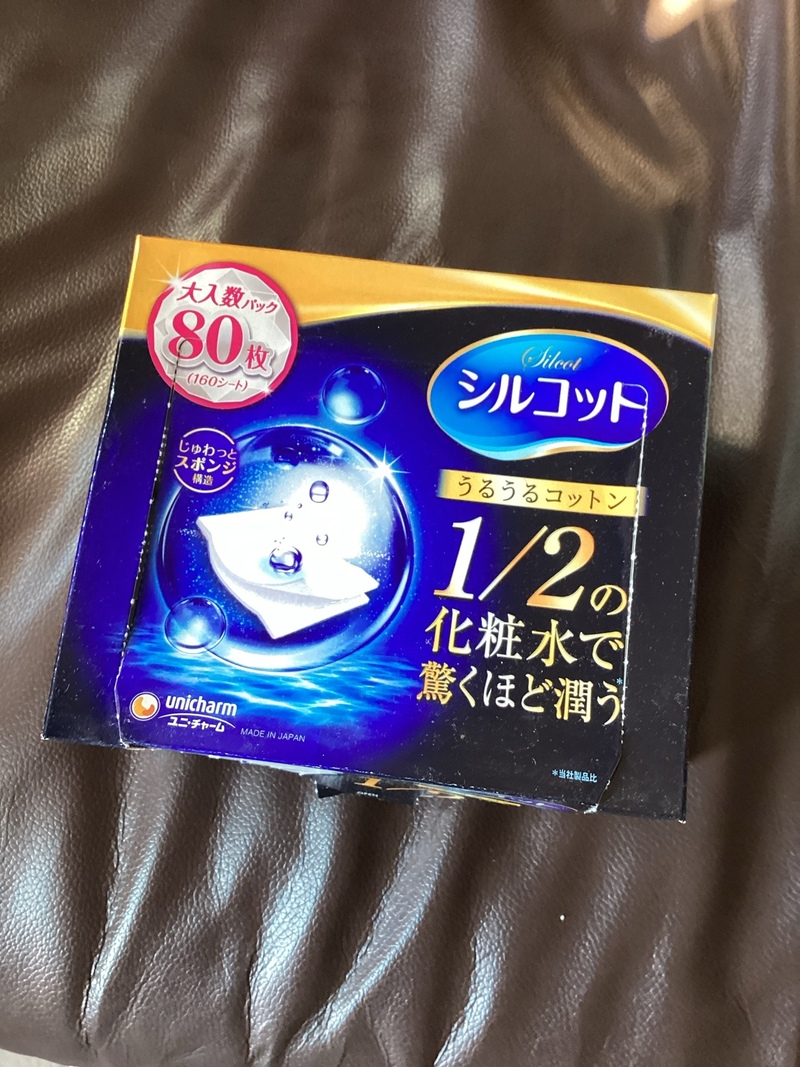 大入数パック
80枚
(160シート)
Silcot
シルコット
じゅわっと
スポンジ
構造
うるうるコットン
1/2の
化粧水で
驚くほど潤う*
unicharm
ユニ・チャーム
MADE IN JAPAN
*当社製品比